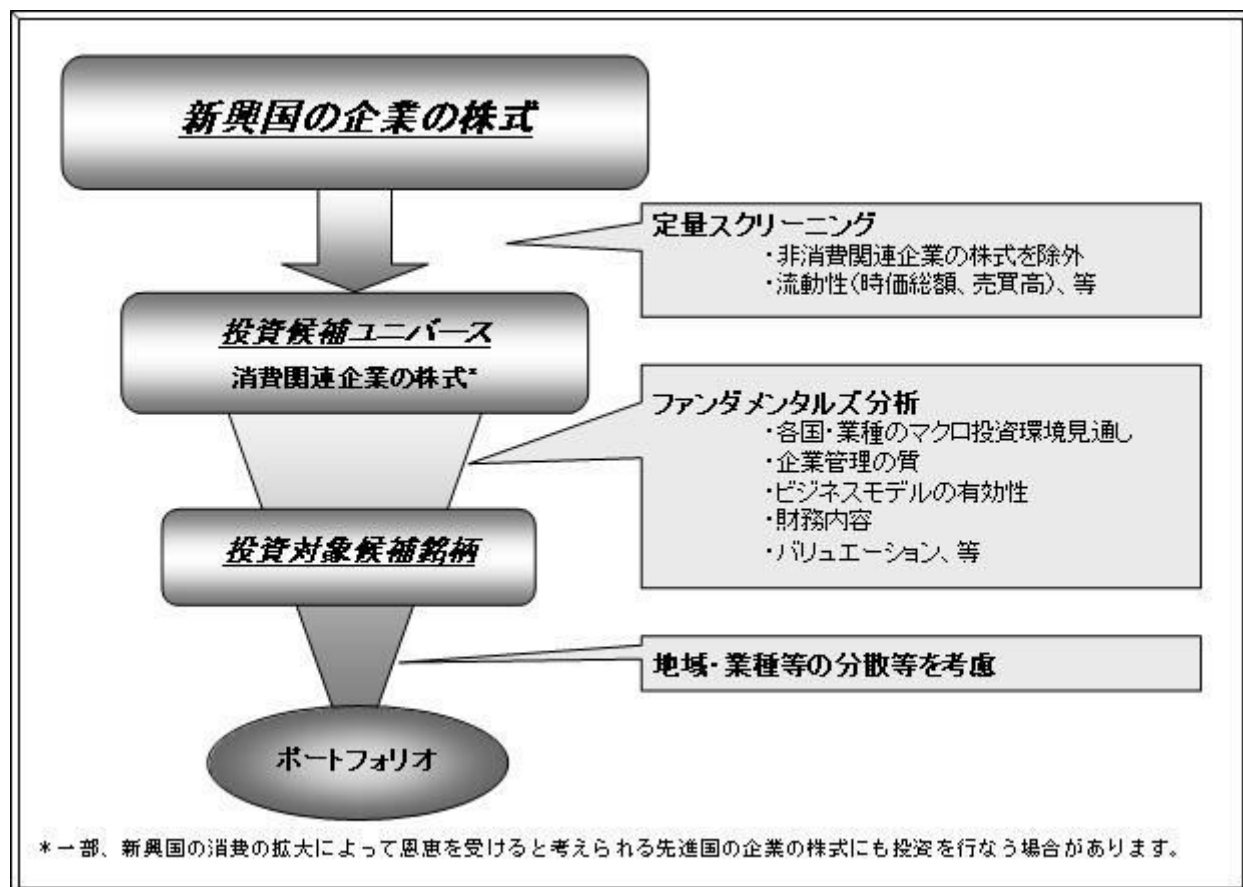 新興国の企業の株式
定量スクリーニング
・非消費関連企業の株式を除外
・流動性(時価総額、売買高)、等
投資候補ユニバース
消費関連企業の株式*
ファンダメンタルズ分析
・各国・業種のマクロ投資環境見通し
・企業管理の質
・ビジネスモデルの有効性
・財務内容
・バリュエーション、等
投資対象候補銘柄
地域・業種等の分散等を考慮
ポートフォリオ
*一部、新興国の消費の拡大によって恩恵を受けると考えられる先進国の企業の株式にも投資を行なう場合があります。